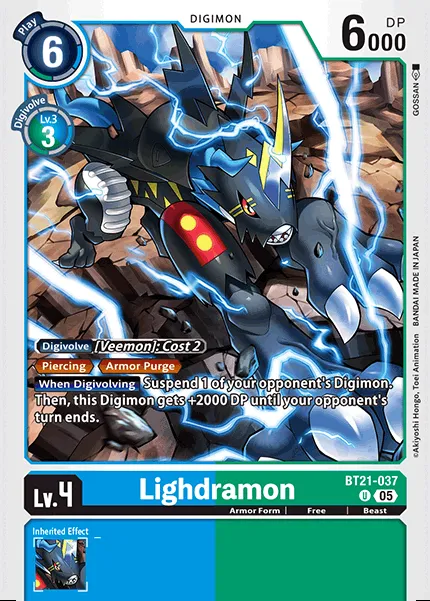 DIGIMON
Play
6
6000
DP
Digivolve
Lv.3
3
GOSSAN
©Akiyoshi Hongo, Toei Animation BANDAI MADE IN JAPAN
Digivolve [Veemon]: Cost 2
Piercing Armor Purge
When Digivolving Suspend 1 of your opponent's Digimon.
Then, this Digimon gets +2000 DP until your opponent's
turn ends.
Lv.4
Lighdramon
BT21-037
U 05
Armor Form | Free | Beast
Inherited Effect
–